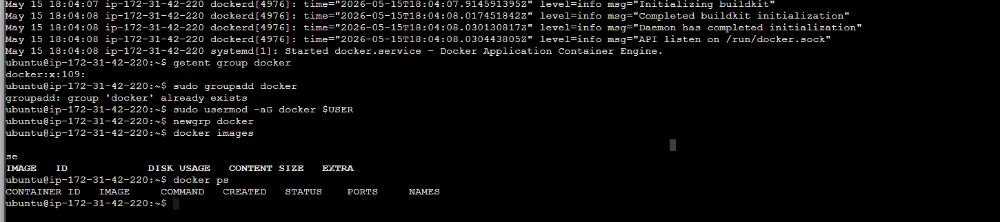 May 15 18:04:07 ip-172-31-42-220 dockerd[4976]: time="2026-05-15T18:04:07.914591395Z" level=info msg="Initializing buildkit"
May 15 18:04:08 ip-172-31-42-220 dockerd[4976]: time="2026-05-15T18:04:08.017451842Z" level=info msg="Completed buildkit initialization"
May 15 18:04:08 ip-172-31-42-220 dockerd[4976]: time="2026-05-15T18:04:08.030130817Z" level=info msg="Daemon has completed initialization"
May 15 18:04:08 ip-172-31-42-220 dockerd[4976]: time="2026-05-15T18:04:08.030443805Z" level=info msg="API listen on /run/docker.sock"
May 15 18:04:08 ip-172-31-42-220 systemd[1]: Started docker.service - Docker Application Container Engine.
ubuntu@ip-172-31-42-220:~$ getent group docker
docker:x:109:
ubuntu@ip-172-31-42-220:~$ sudo groupadd docker
groupadd: group 'docker' already exists
ubuntu@ip-172-31-42-220:~$ sudo usermod -aG docker $USER
ubuntu@ip-172-31-42-220:~$ newgrp docker
ubuntu@ip-172-31-42-220:~$ docker images
se
IMAGE   ID             DISK USAGE   CONTENT SIZE   EXTRA
ubuntu@ip-172-31-42-220:~$ docker ps
CONTAINER ID   IMAGE     COMMAND   CREATED   STATUS    PORTS     NAMES
ubuntu@ip-172-31-42-220:~$